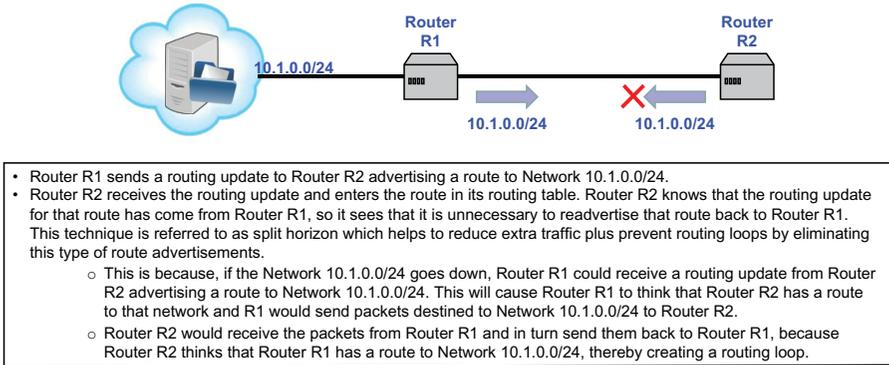 Router
R1
Router
R2
10.1.0.0/24
10.1.0.0/24
10.1.0.0/24
• Router R1 sends a routing update to Router R2 advertising a route to Network 10.1.0.0/24.
• Router R2 receives the routing update and enters the route in its routing table. Router R2 knows that the routing update
for that route has come from Router R1, so it sees that it is unnecessary to readvertise that route back to Router R1.
This technique is referred to as split horizon which helps to reduce extra traffic plus prevent routing loops by eliminating
this type of route advertisements.
○ This is because, if the Network 10.1.0.0/24 goes down, Router R1 could receive a routing update from Router
R2 advertising a route to Network 10.1.0.0/24. This will cause Router R1 to think that Router R2 has a route
to that network and R1 would send packets destined to Network 10.1.0.0/24 to Router R2.
○ Router R2 would receive the packets from Router R1 and in turn send them back to Router R1, because
Router R2 thinks that Router R1 has a route to Network 10.1.0.0/24, thereby creating a routing loop.